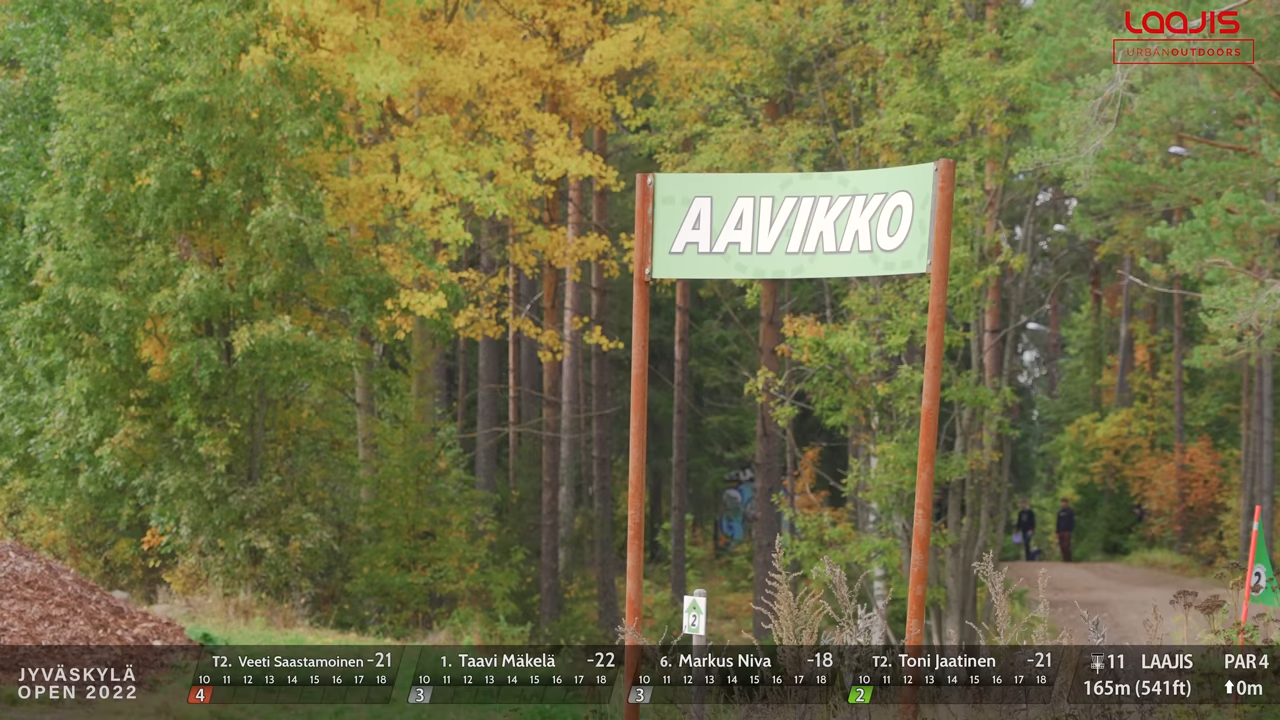 LAAJIS
URBANOUTDOORS
AAVIKKO
2
2
JYVÄSKYLÄ
OPEN 2022
T2. Veeti Saastamoinen -21
10 11 12 13 14 15 16 17 18
4
1. Taavi Mäkelä -22
10 11 12 13 14 15 16 17 18
3
6. Markus Niva -18
10 11 12 13 14 15 16 17 18
3
T2. Toni Jaatinen -21
10 11 12 13 14 15 16 17 18
2
11 LAAJIS PAR 4
165m (541ft) 0m